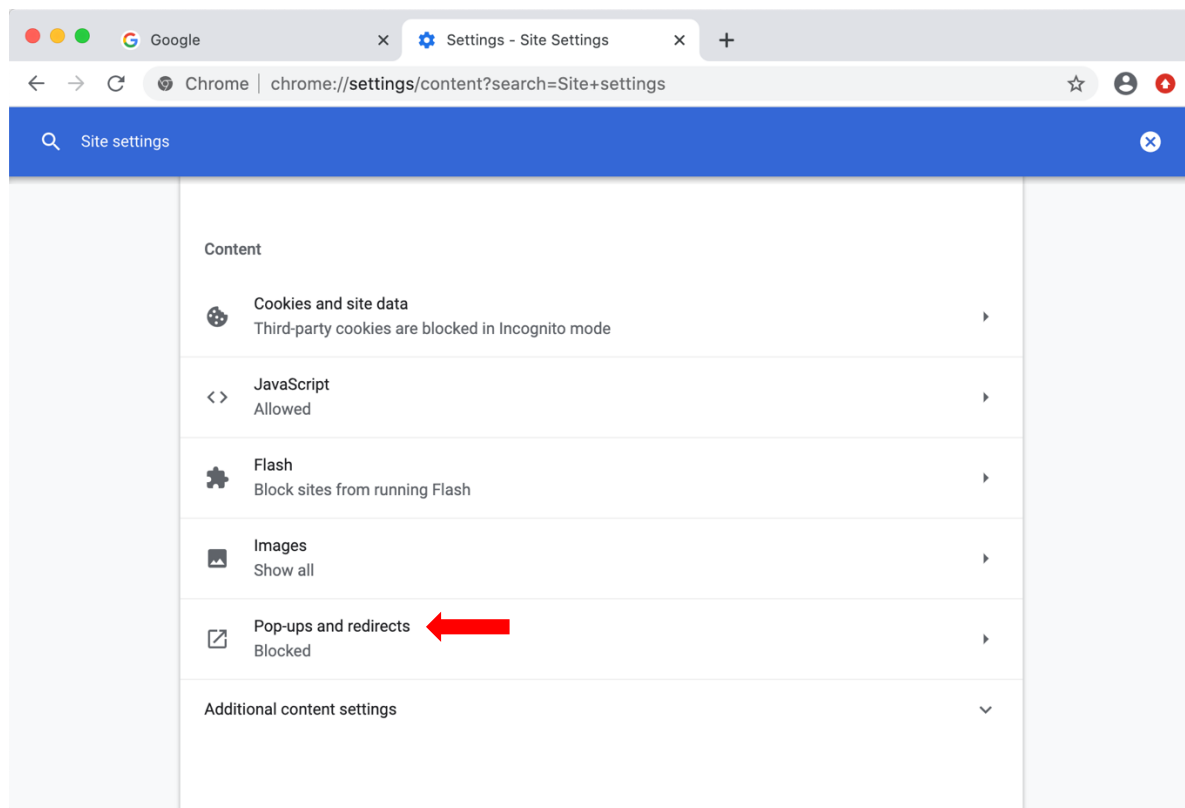 Google
Settings - Site Settings
Chrome | chrome://settings/content?search=Site+settings
Site settings
Content
Cookies and site data
Third-party cookies are blocked in Incognito mode
JavaScript
Allowed
Flash
Block sites from running Flash
Images
Show all
Pop-ups and redirects
Blocked
Additional content settings